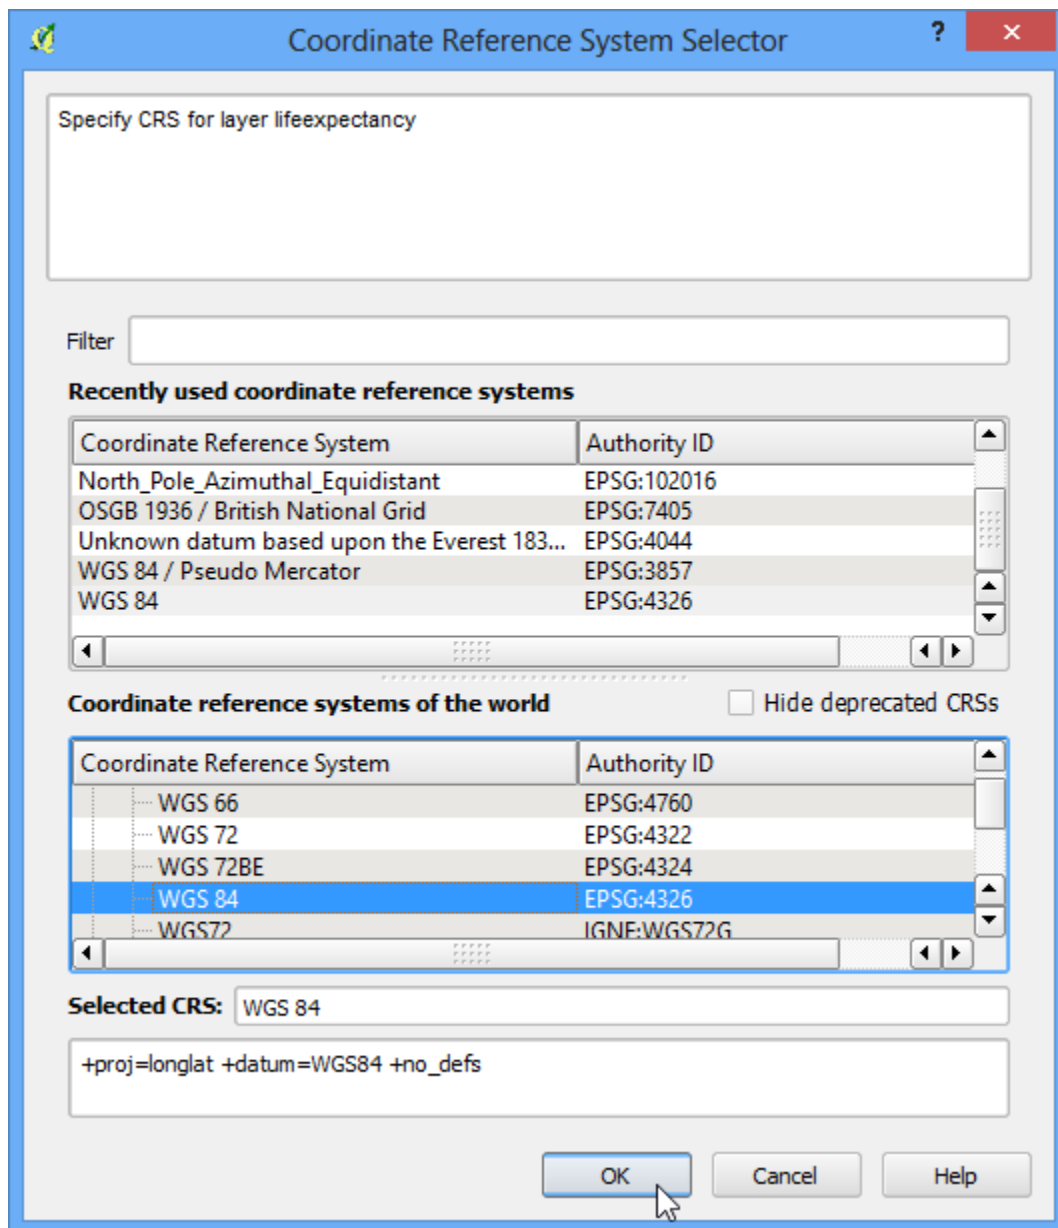 Coordinate Reference System Selector ? ×
Specify CRS for layer lifeexpectancy
Filter
Recently used coordinate reference systems
Coordinate Reference System Authority ID
North_Pole_Azimuthal_Equidistant EPSG:102016
OSGB 1936 / British National Grid EPSG:7405
Unknown datum based upon the Everest 183... EPSG:4044
WGS 84 / Pseudo Mercator EPSG:3857
WGS 84 EPSG:4326
Coordinate reference systems of the world Hide deprecated CRSs
Coordinate Reference System Authority ID
WGS 66 EPSG:4760
WGS 72 EPSG:4322
WGS 72BE EPSG:4324
WGS 84 EPSG:4326
WGS72 IGNF:WGS72G
Selected CRS: WGS 84
+proj=longlat +datum=WGS84 +no_defs
OK Cancel Help